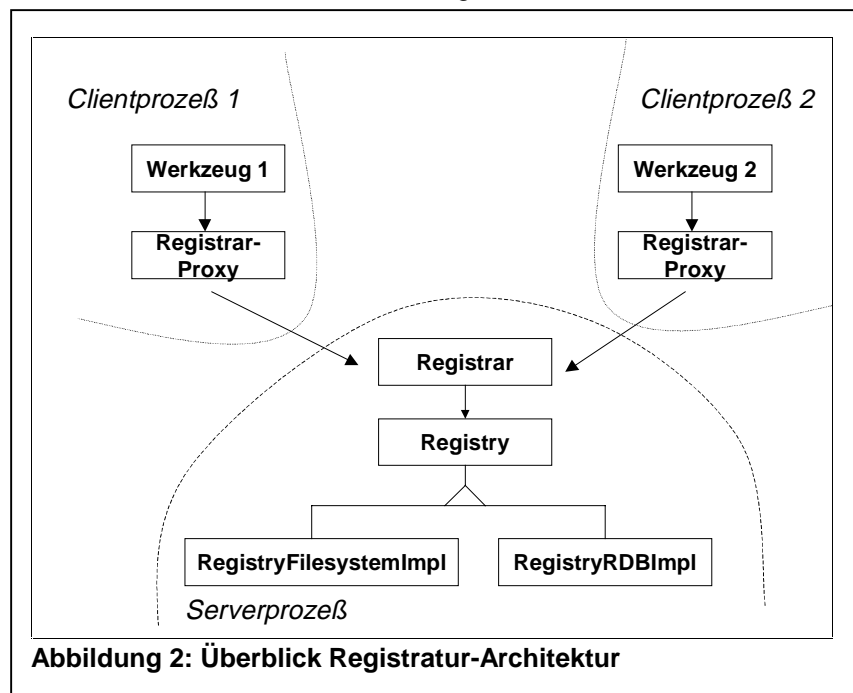 Clientprozeß 1
Clientprozeß 2
Werkzeug 1
Werkzeug 2
Registrar-
Proxy
Registrar-
Proxy
Registrar
Registry
RegistryFilesystemImpl
RegistryRDBImpl
Serverprozeß
Abbildung 2: Überblick Registratur-Architektur